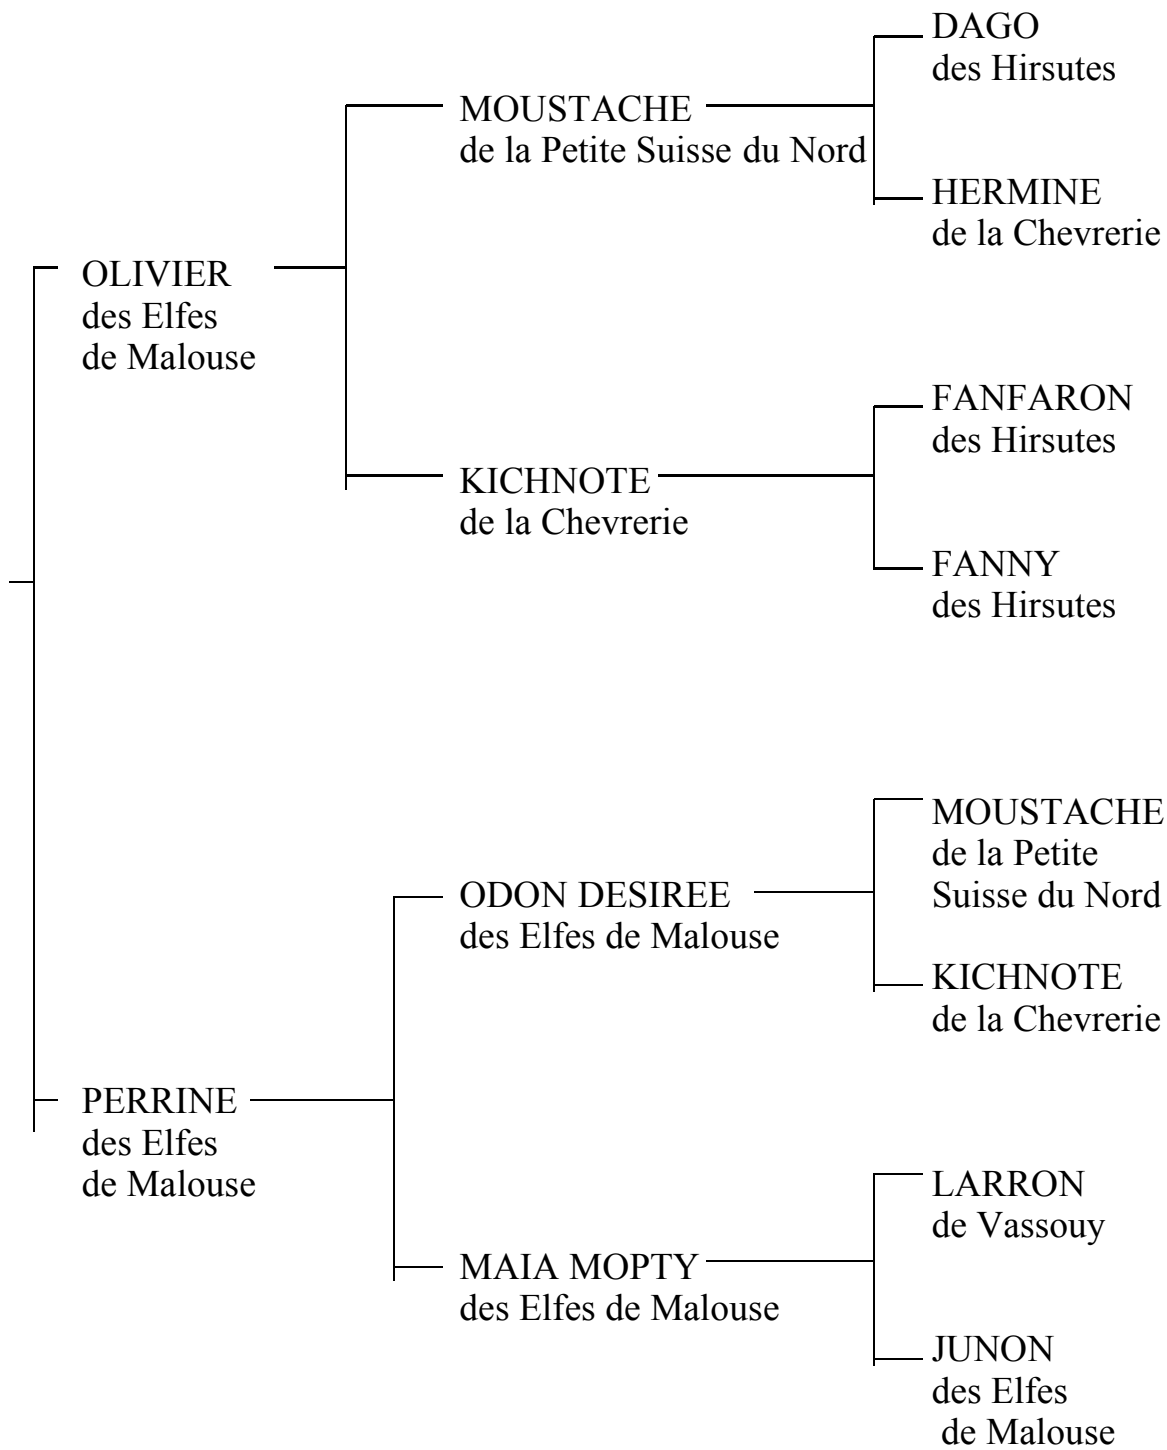 DAGO
des Hirsutes
MOUSTACHE
de la Petite Suisse du Nord
HERMINE
de la Chevrerie
OLIVIER
des Elfes
de Malouse
FANFARON
des Hirsutes
KICHNOTE
de la Chevrerie
FANNY
des Hirsutes
MOUSTACHE
de la Petite
Suisse du Nord
ODON DESIREE
des Elfes de Malouse
KICHNOTE
de la Chevrerie
PERRINE
des Elfes
de Malouse
LARRON
de Vassouy
MAIA MOPTY
des Elfes de Malouse
JUNON
des Elfes
de Malouse